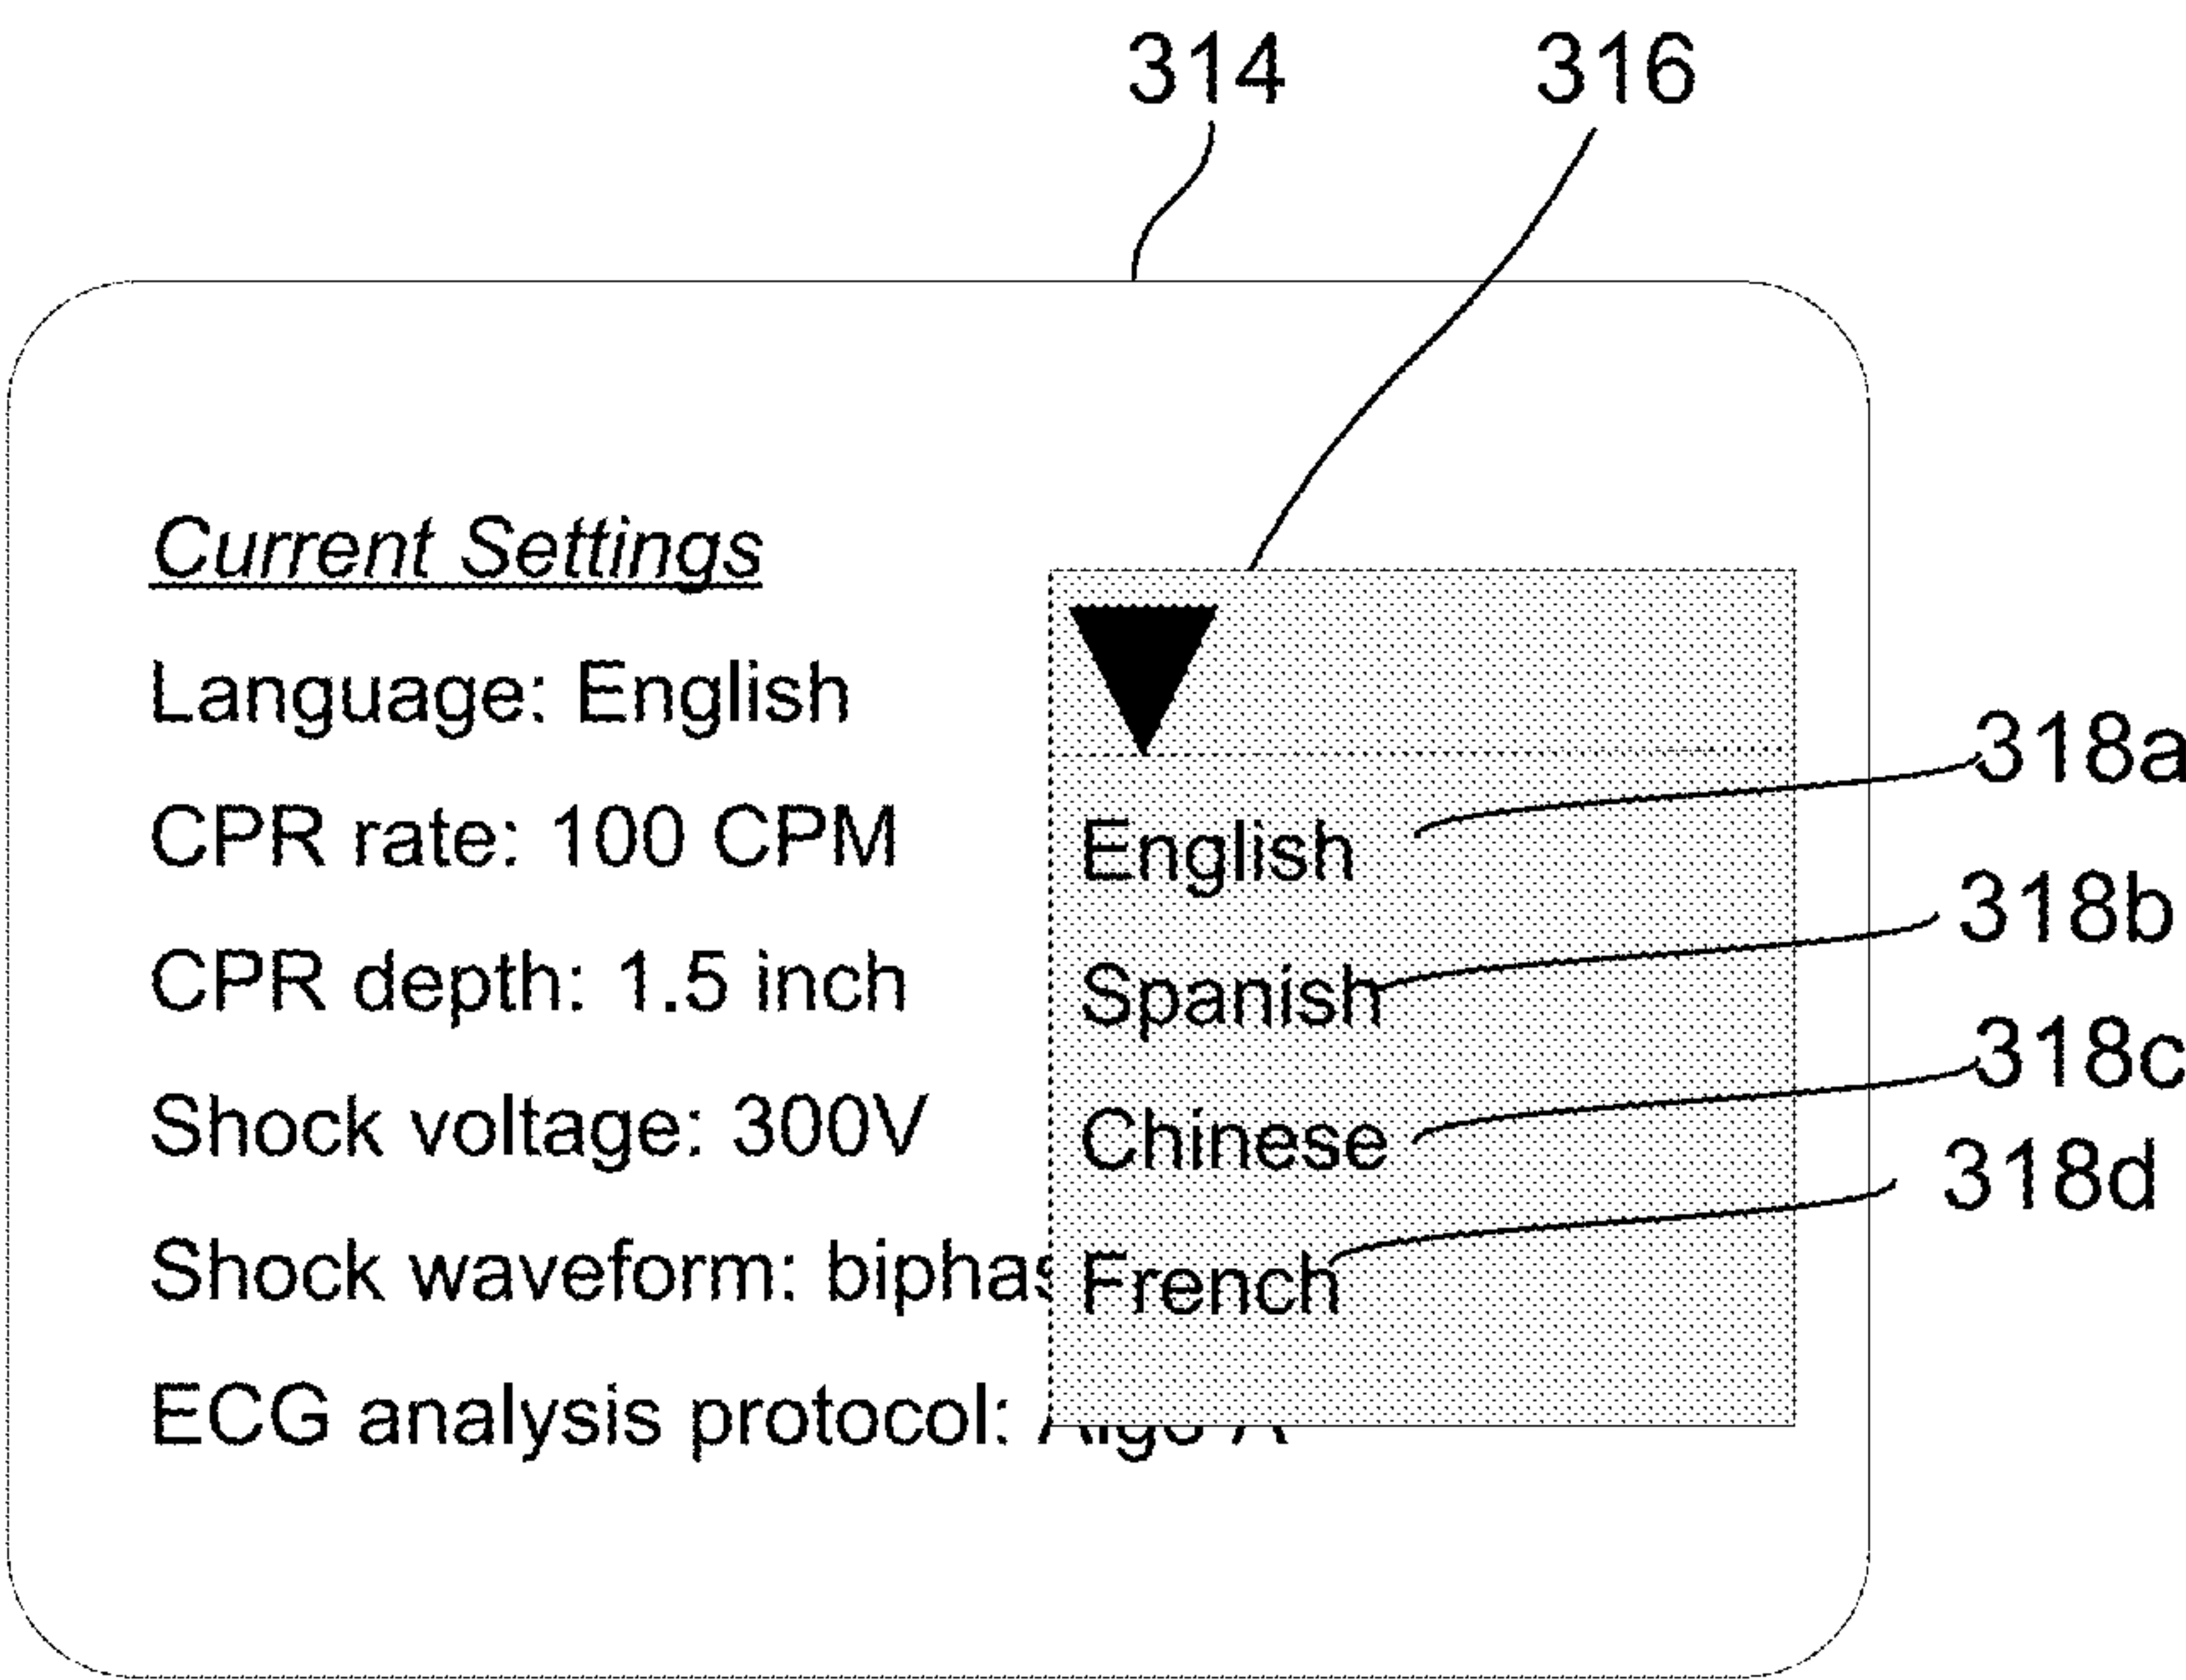 314 316
Current Settings
Language: English
CPR rate: 100 CPM
CPR depth: 1.5 inch
Shock voltage: 300V
Shock waveform: biphas
ECG analysis protocol:
English
Spanish
Chinese
French
318a
318b
318c
318d